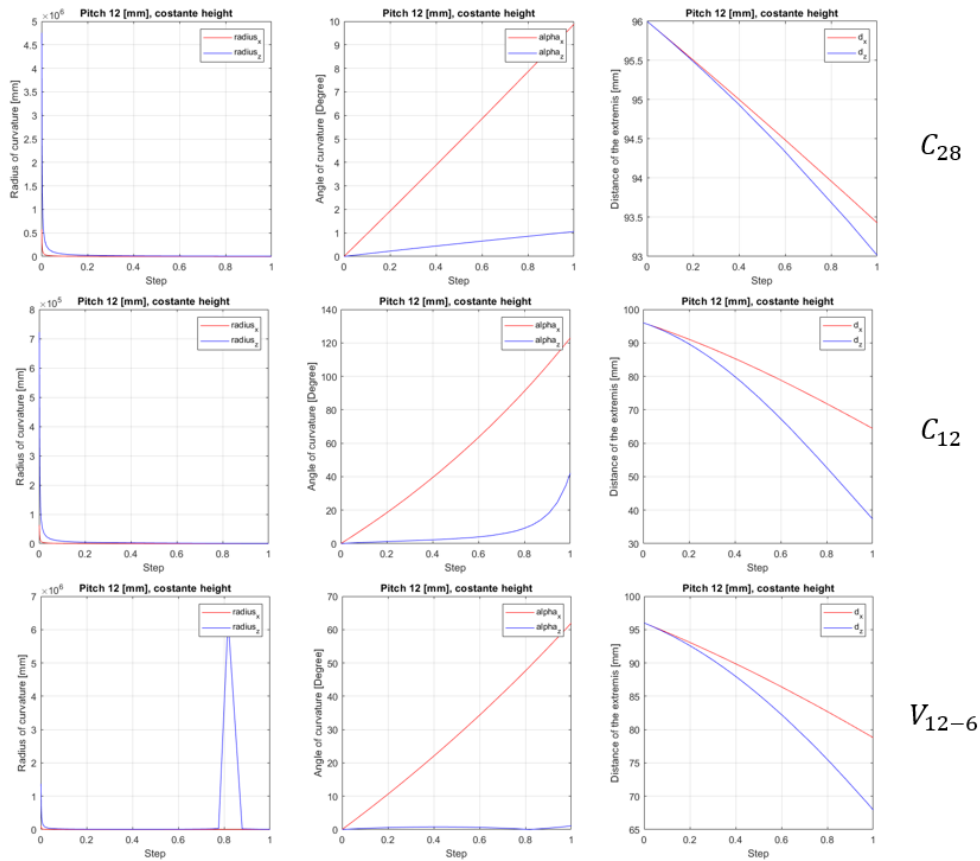 Pitch 12 [mm], costante height
×10⁶
5
4.5
4
3.5
3
2.5
2
1.5
1
0.5
0
0 0.2 0.4 0.6 0.8 1
Radius of curvature [mm]
Step
radius_x
radius_z
Pitch 12 [mm], costante height
10
9
8
7
6
5
4
3
2
1
0
0 0.2 0.4 0.6 0.8 1
Angle of curvature [Degree]
Step
alpha_x
alpha_z
Pitch 12 [mm], costante height
96
95.5
95
94.5
94
93.5
93
0 0.2 0.4 0.6 0.8 1
Distance of the extremis [mm]
Step
d_x
d_z
C_28
Pitch 12 [mm], costante height
×10⁵
8
7
6
5
4
3
2
1
0
0 0.2 0.4 0.6 0.8 1
Radius of curvature [mm]
Step
radius_x
radius_z
Pitch 12 [mm], costante height
140
120
100
80
60
40
20
0
0 0.2 0.4 0.6 0.8 1
Angle of curvature [Degree]
Step
alpha_x
alpha_z
Pitch 12 [mm], costante height
100
90
80
70
60
50
40
30
0 0.2 0.4 0.6 0.8 1
Distance of the extremis [mm]
Step
d_x
d_z
C_12
Pitch 12 [mm], costante height
×10⁶
7
6
5
4
3
2
1
0
0 0.2 0.4 0.6 0.8 1
Radius of curvature [mm]
Step
radius_x
radius_z
Pitch 12 [mm], costante height
70
60
50
40
30
20
10
0
0 0.2 0.4 0.6 0.8 1
Angle of curvature [Degree]
Step
alpha_x
alpha_z
Pitch 12 [mm], costante height
100
95
90
85
80
75
70
65
0 0.2 0.4 0.6 0.8 1
Distance of the extremis [mm]
Step
d_x
d_z
V_12−6